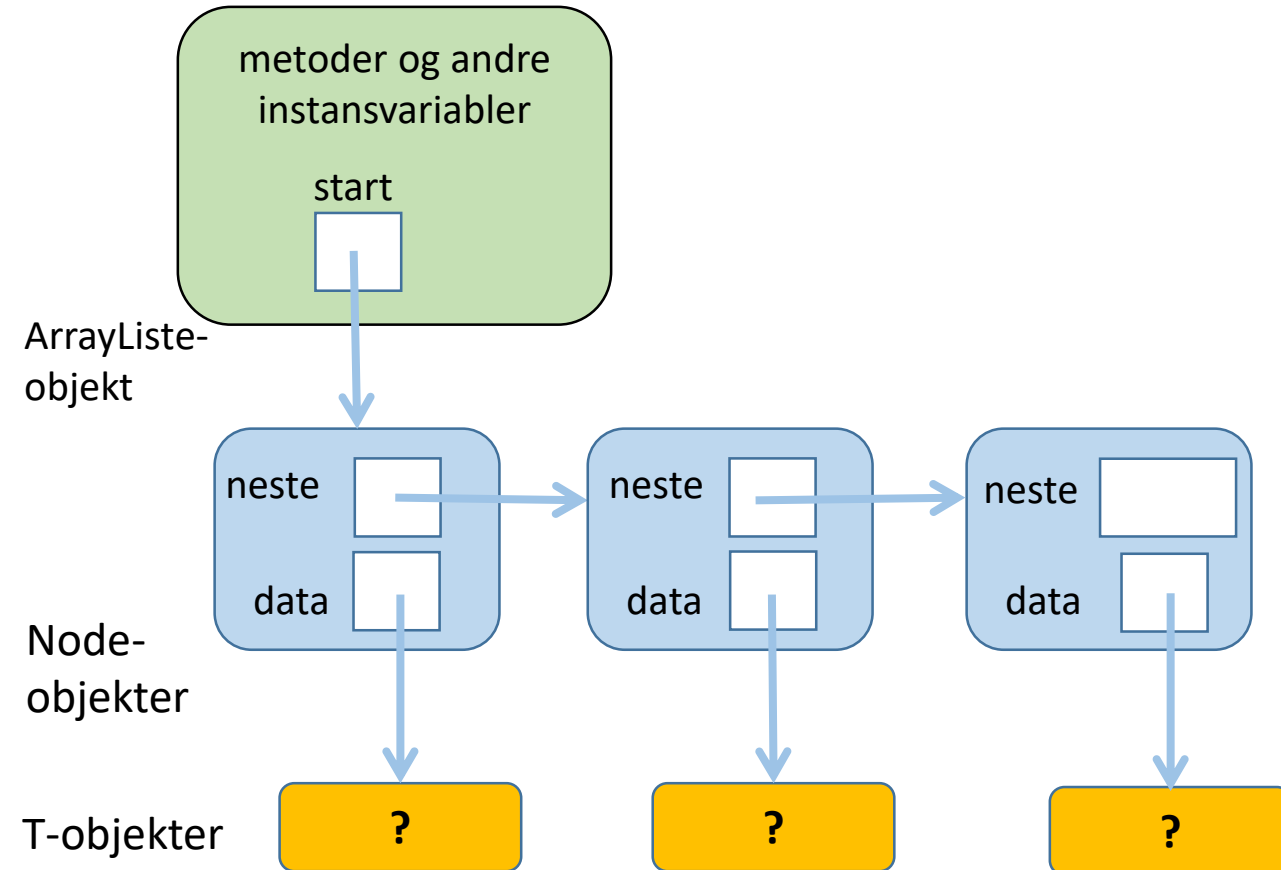 metoder og andre
instansvariabler
start
ArrayListe-
objekt
neste
neste
neste
data
data
data
Node-
objekter
T-objekter
?
?
?